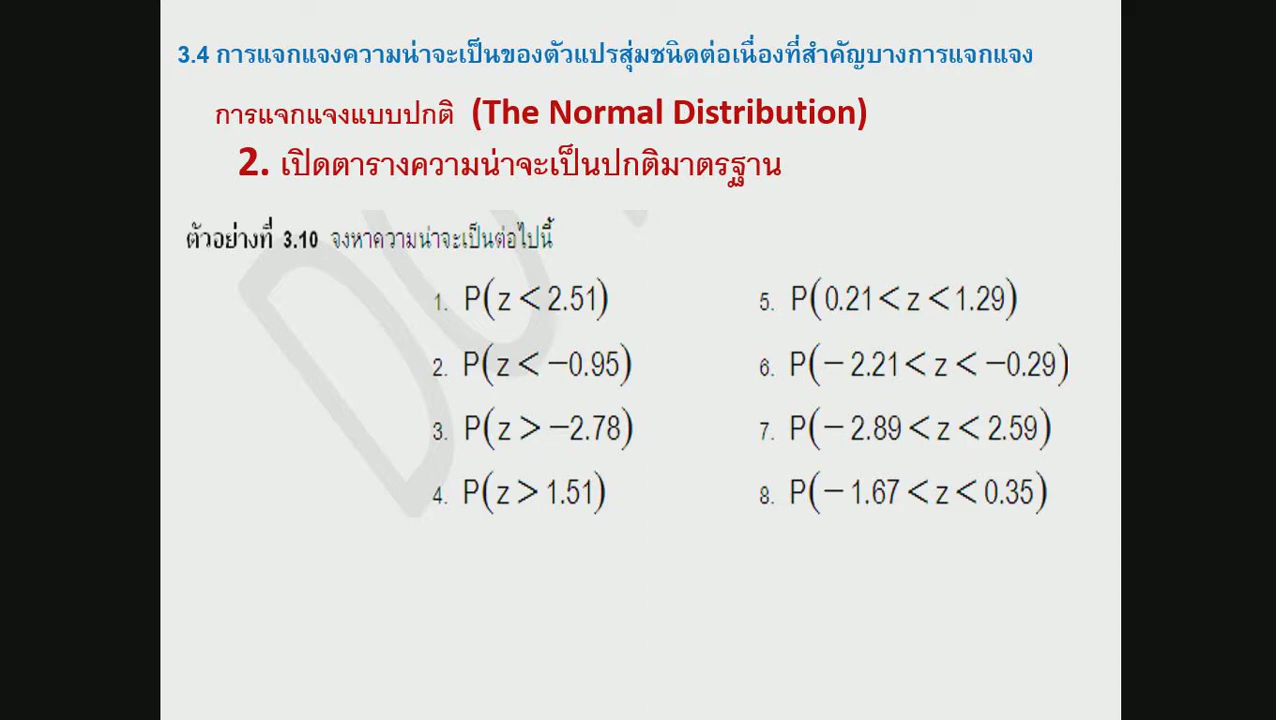 3.4 การแจกแจงความน่าจะเป็นของตัวแปรสุ่มชนิดต่อเนื่องที่สำคัญบางการแจกแจง
การแจกแจงแบบปกติ (The Normal Distribution)
2. เปิดตารางความน่าจะเป็นปกติมาตรฐาน
ตัวอย่างที่ 3.10 จงหาความน่าจะเป็นต่อไปนี้
1. P(z < 2.51)
2. P(z < −0.95)
3. P(z > −2.78)
4. P(z > 1.51)
5. P(0.21 < z < 1.29)
6. P(− 2.21 < z < −0.29)
7. P(− 2.89 < z < 2.59)
8. P(− 1.67 < z < 0.35)